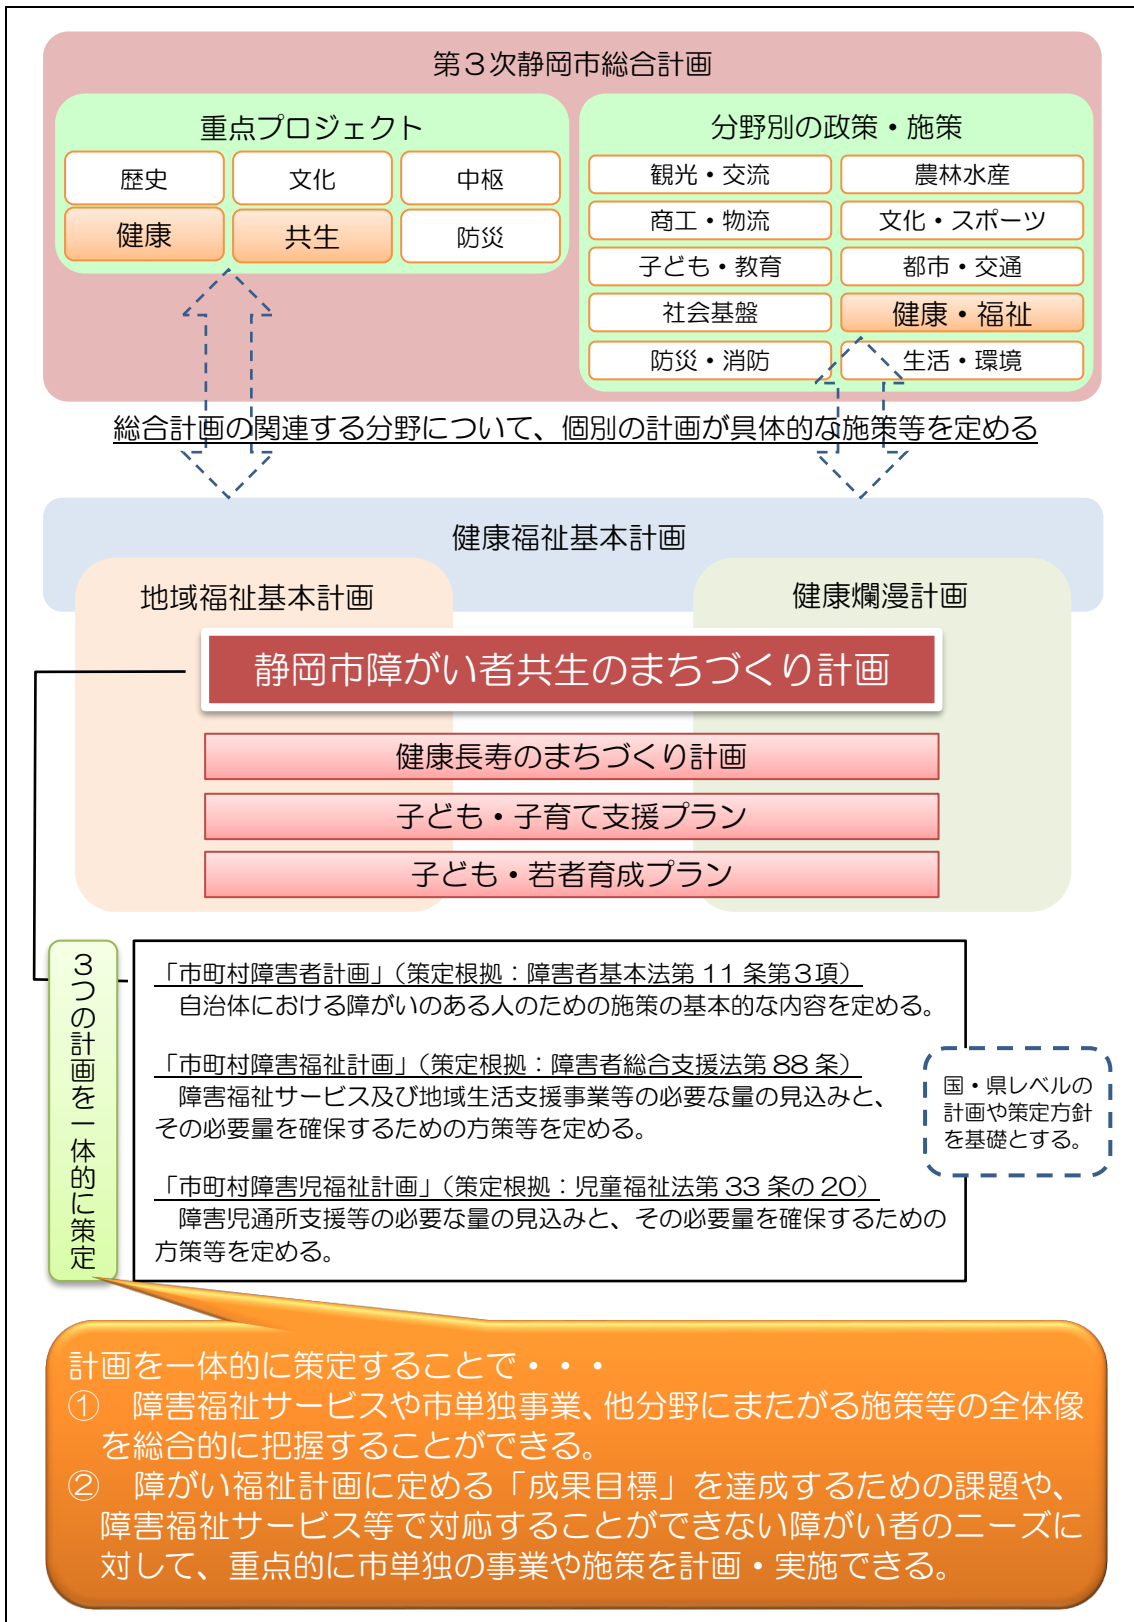 第３次静岡市総合計画
重点プロジェクト
歴史
文化
中枢
健康
共生
防災
分野別の政策・施策
観光・交流
農林水産
商工・物流
文化・スポーツ
子ども・教育
都市・交通
社会基盤
健康・福祉
防災・消防
生活・環境
総合計画の関連する分野について、個別の計画が具体的な施策等を定める
健康福祉基本計画
地域福祉基本計画
健康爛漫計画
静岡市障がい者共生のまちづくり計画
健康長寿のまちづくり計画
子ども・子育て支援プラン
子ども・若者育成プラン
３つの計画を一体的に策定
「市町村障害者計画」（策定根拠：障害者基本法第 11 条第３項）
自治体における障がいのある人のための施策の基本的な内容を定める。
「市町村障害福祉計画」（策定根拠：障害者総合支援法第 88 条）
障害福祉サービス及び地域生活支援事業等の必要な量の見込みと、
その必要量を確保するための方策等を定める。
「市町村障害児福祉計画」（策定根拠：児童福祉法第 33 条の 20）
障害児通所支援等の必要な量の見込みと、その必要量を確保するための
方策等を定める。
国・県レベルの
計画や策定方針
を基礎とする。
計画を一体的に策定することで・・・
①　障害福祉サービスや市単独事業、他分野にまたがる施策等の全体像
を総合的に把握することができる。
②　障がい福祉計画に定める「成果目標」を達成するための課題や、
障害福祉サービス等で対応することができない障がい者のニーズに
対して、重点的に市単独の事業や施策を計画・実施できる。